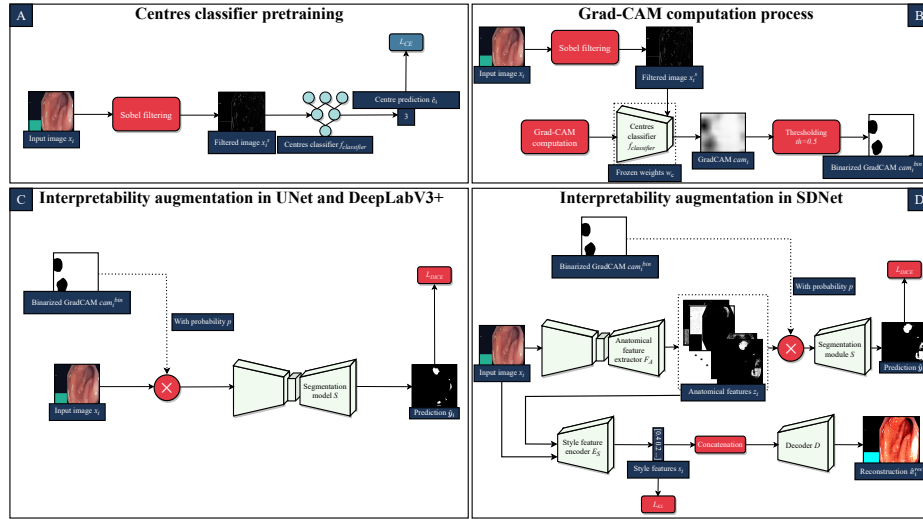 A
Centres classifier pretraining
L_CE
Centre prediction ĉ_i
3
Sobel filtering
Input image x_i
Filtered image x_i^s
Centres classifier f_classifier
Grad-CAM computation process
B
Sobel filtering
Input image x_i
Filtered image x_i^s
Grad-CAM
computation
Centres
classifier
f_classifier
Frozen weights w_c
GradCAM cam_i
Thresholding
th=0.5
Binarized GradCAM cam_i^bin
C
Interpretability augmentation in UNet and DeepLabV3+
Binarized GradCAM cam_i^bin
With probability p
L_DICE
Input image x_i
Segmentation
model S
Prediction ŷ_i
Interpretability augmentation in SDNet
D
Binarized GradCAM cam_i^bin
With probability p
L_DICE
Input image x_i
Anatomical
feature
extractor F_A
Anatomical features z_i
Segmentation
module S
Prediction ŷ_i
Style feature
encoder E_S
Style features s_i
Concatenation
Decoder D
L_KL